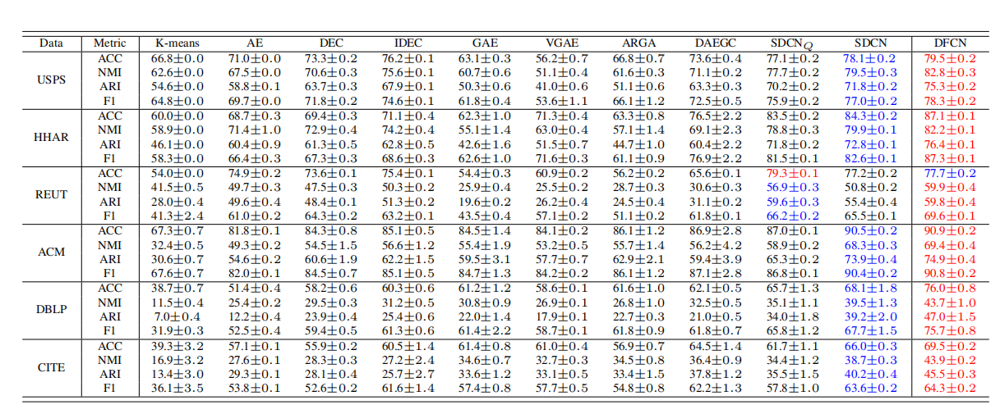 Data Metric K-means AE DEC IDEC GAE VGAE ARGA DAEGC SDCN_Q SDCN DFCN
ACC 66.8±0.0 71.0±0.0 73.3±0.2 76.2±0.1 63.1±0.3 56.2±0.7 66.8±0.7 73.6±0.4 77.1±0.2 78.1±0.2 79.5±0.2
NMI 62.6±0.0 67.5±0.0 70.6±0.3 75.6±0.1 60.7±0.6 51.1±0.4 61.6±0.3 71.1±0.2 77.7±0.2 79.5±0.3 82.8±0.3
USPS
ARI 54.6±0.0 58.8±0.1 63.7±0.3 67.9±0.1 50.3±0.6 41.0±0.6 51.1±0.6 63.3±0.3 70.2±0.2 71.8±0.2 75.3±0.2
F1 64.8±0.0 69.7±0.0 71.8±0.2 74.6±0.1 61.8±0.4 53.6±1.1 66.1±1.2 72.5±0.5 75.9±0.2 77.0±0.2 78.3±0.2
ACC 60.0±0.0 68.7±0.3 69.4±0.3 71.1±0.4 62.3±1.0 71.3±0.4 63.3±0.8 76.5±2.2 83.5±0.2 84.3±0.2 87.1±0.1
NMI 58.9±0.0 71.4±1.0 72.9±0.4 74.2±0.4 55.1±1.4 63.0±0.4 57.1±1.4 69.1±2.3 78.8±0.3 79.9±0.1 82.2±0.1
HHAR
ARI 46.1±0.0 60.4±0.9 61.3±0.5 62.8±0.5 42.6±1.6 51.5±0.7 44.7±1.0 60.4±2.2 71.8±0.2 72.8±0.1 76.4±0.1
F1 58.3±0.0 66.4±0.3 67.3±0.3 68.6±0.3 62.6±1.0 71.6±0.3 61.1±0.9 76.9±2.2 81.5±0.1 82.6±0.1 87.3±0.1
ACC 54.0±0.0 74.9±0.2 73.6±0.1 75.4±0.1 54.4±0.3 60.9±0.2 56.2±0.2 65.6±0.1 79.3±0.1 77.2±0.2 77.7±0.2
NMI 41.5±0.5 49.7±0.3 47.5±0.3 50.3±0.2 25.9±0.4 25.5±0.2 28.7±0.3 30.6±0.3 56.9±0.3 50.8±0.2 59.9±0.4
REUT
ARI 28.0±0.4 49.6±0.4 48.4±0.1 51.3±0.2 19.6±0.2 26.2±0.4 24.5±0.4 31.1±0.2 59.6±0.3 55.4±0.4 59.8±0.4
F1 41.3±2.4 61.0±0.2 64.3±0.2 63.2±0.1 43.5±0.4 57.1±0.2 51.1±0.2 61.8±0.1 66.2±0.2 65.5±0.1 69.6±0.1
ACC 67.3±0.7 81.8±0.1 84.3±0.8 85.1±0.5 84.5±1.4 84.1±0.2 86.1±1.2 86.9±2.8 87.0±0.1 90.5±0.2 90.9±0.2
NMI 32.4±0.5 49.3±0.2 54.5±1.5 56.6±1.2 55.4±1.9 53.2±0.5 55.7±1.4 56.2±4.2 58.9±0.2 68.3±0.3 69.4±0.4
ACM
ARI 30.6±0.7 54.6±0.2 60.6±1.9 62.2±1.5 59.5±3.1 57.7±0.7 62.9±2.1 59.4±3.9 65.3±0.2 73.9±0.4 74.9±0.4
F1 67.6±0.7 82.0±0.1 84.5±0.7 85.1±0.5 84.7±1.3 84.2±0.2 86.1±1.2 87.1±2.8 86.8±0.1 90.4±0.2 90.8±0.2
ACC 38.7±0.7 51.4±0.4 58.2±0.6 60.3±0.6 61.2±1.2 58.6±0.1 61.6±1.0 62.1±0.5 65.7±1.3 68.1±1.8 76.0±0.8
NMI 11.5±0.4 25.4±0.2 29.5±0.3 31.2±0.5 30.8±0.9 26.9±0.1 26.8±1.0 32.5±0.5 35.1±1.1 39.5±1.3 43.7±1.0
DBLP
ARI 7.0±0.4 12.2±0.4 23.9±0.4 25.4±0.6 22.0±1.4 17.9±0.1 22.7±0.3 21.0±0.5 34.0±1.8 39.2±2.0 47.0±1.5
F1 31.9±0.3 52.5±0.4 59.4±0.5 61.3±0.6 61.4±2.2 58.7±0.1 61.8±0.9 61.8±0.7 65.8±1.2 67.7±1.5 75.7±0.8
ACC 39.3±3.2 57.1±0.1 55.9±0.2 60.5±1.4 61.4±0.8 61.0±0.4 56.9±0.7 64.5±1.4 61.7±1.1 66.0±0.3 69.5±0.2
NMI 16.9±3.2 27.6±0.1 28.3±0.3 27.2±2.4 34.6±0.7 32.7±0.3 34.5±0.8 36.4±0.9 34.4±1.2 38.7±0.3 43.9±0.2
CITE
ARI 13.4±3.0 29.3±0.1 28.1±0.4 25.7±2.7 33.6±1.2 33.1±0.5 33.4±1.5 37.8±1.2 35.5±1.5 40.2±0.4 45.5±0.3
F1 36.1±3.5 53.8±0.1 52.6±0.2 61.6±1.4 57.4±0.8 57.7±0.5 54.8±0.8 62.2±1.3 57.8±1.0 63.6±0.2 64.3±0.2